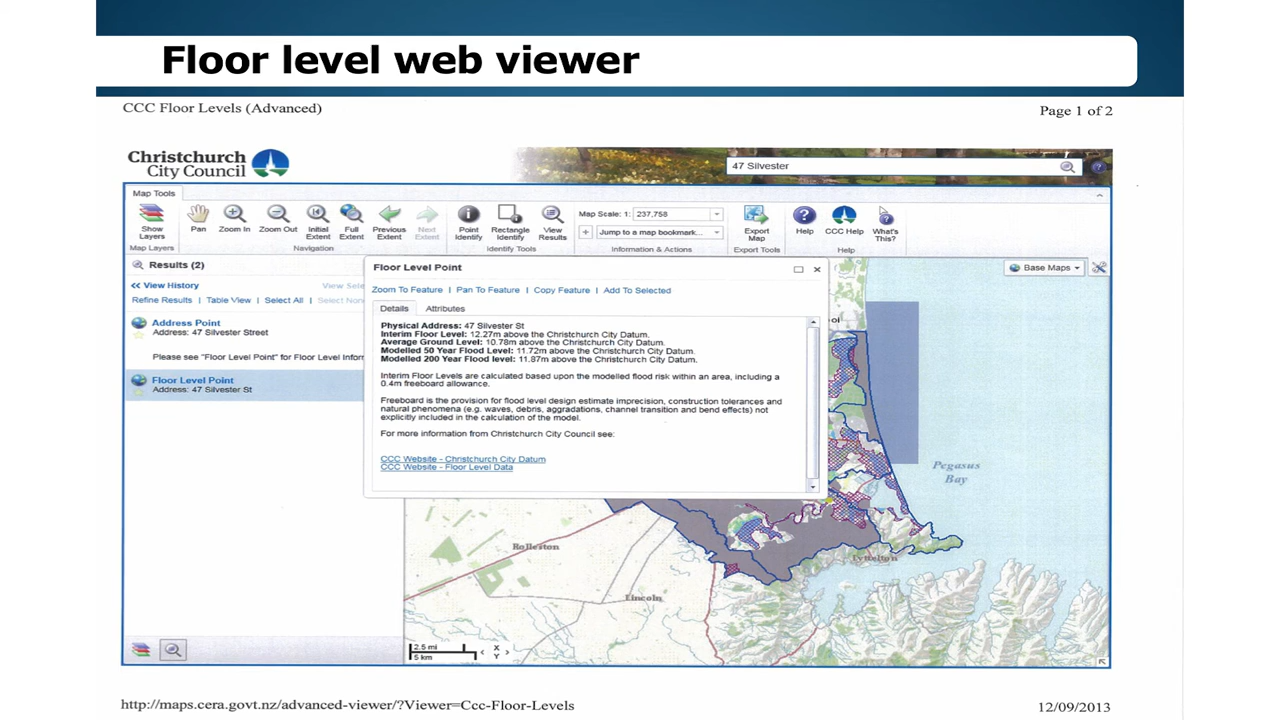 Floor level web viewer
CCC Floor Levels (Advanced)
Page 1 of 2
Christchurch
City Council
47 Silvester
Map Tools
Show Layers
Pan
Zoom In
Zoom Out
Initial Extent
Full Extent
Previous Extent
Next Extent
Point Identify
Rectangle Identify
View Results
Map Scale: 1: 237,758
Jump to a map bookmark...
Export Map
Help
CCC Help
What's This?
Map Layers
Navigation
Identify Tools
Information & Actions
Export Tools
Help
Results (2)
<< View History
View Sele
Refine Results | Table View | Select All | Select Non
Address Point
Address: 47 Silvester Street
Please see "Floor Level Point" for Floor Level Inforr
Floor Level Point
Address: 47 Silvester St
Floor Level Point
Zoom To Feature | Pan To Feature | Copy Feature | Add To Selected
Details
Attributes
Physical Address: 47 Silvester St
Interim Floor Level: 12.27m above the Christchurch City Datum.
Average Ground Level: 10.78m above the Christchurch City Datum.
Modelled 50 Year Flood Level: 11.72m above the Christchurch City Datum.
Modelled 200 Year Flood level: 11.87m above the Christchurch City Datum.
Interim Floor Levels are calculated based upon the modelled flood risk within an area, including a
0.4m freeboard allowance.
Freeboard is the provision for flood level design estimate imprecision, construction tolerances and
natural phenomena (e.g. waves, debris, aggradations, channel transition and bend effects) not
explicitly included in the calculation of the model.
For more information from Christchurch City Council see:
CCC Website - Christchurch City Datum
CCC Website - Floor Level Data
Base Maps
ol
Pegasus
Bay
Rolleston
Lyttelton
Lincoln
2.5 mi
5 km
X
Y
http://maps.cera.govt.nz/advanced-viewer/?Viewer=Ccc-Floor-Levels
12/09/2013